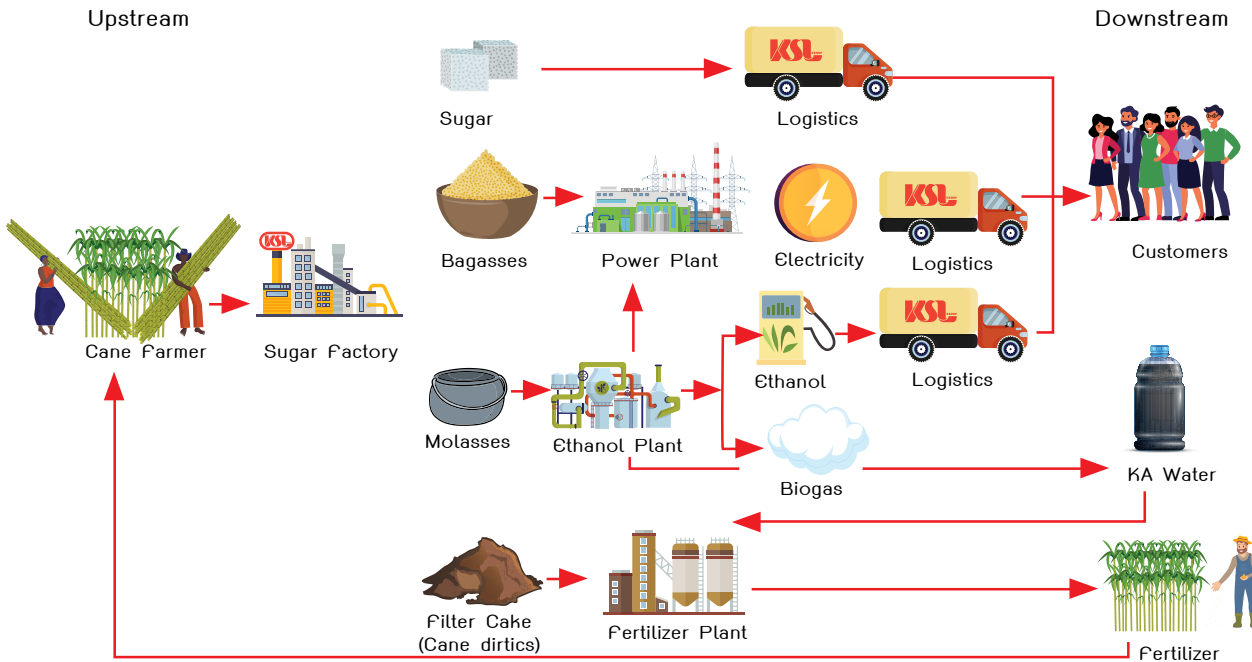 Upstream
Downstream
KSL
Sugar
Logistics
KSL
Bagasses
Power Plant
Electricity
Logistics
Customers
KSL
Cane Farmer
Sugar Factory
KSL
Ethanol
Logistics
Molasses
Ethanol Plant
Biogas
KA Water
Filter Cake
(Cane dirtics)
Fertilizer Plant
Fertilizer